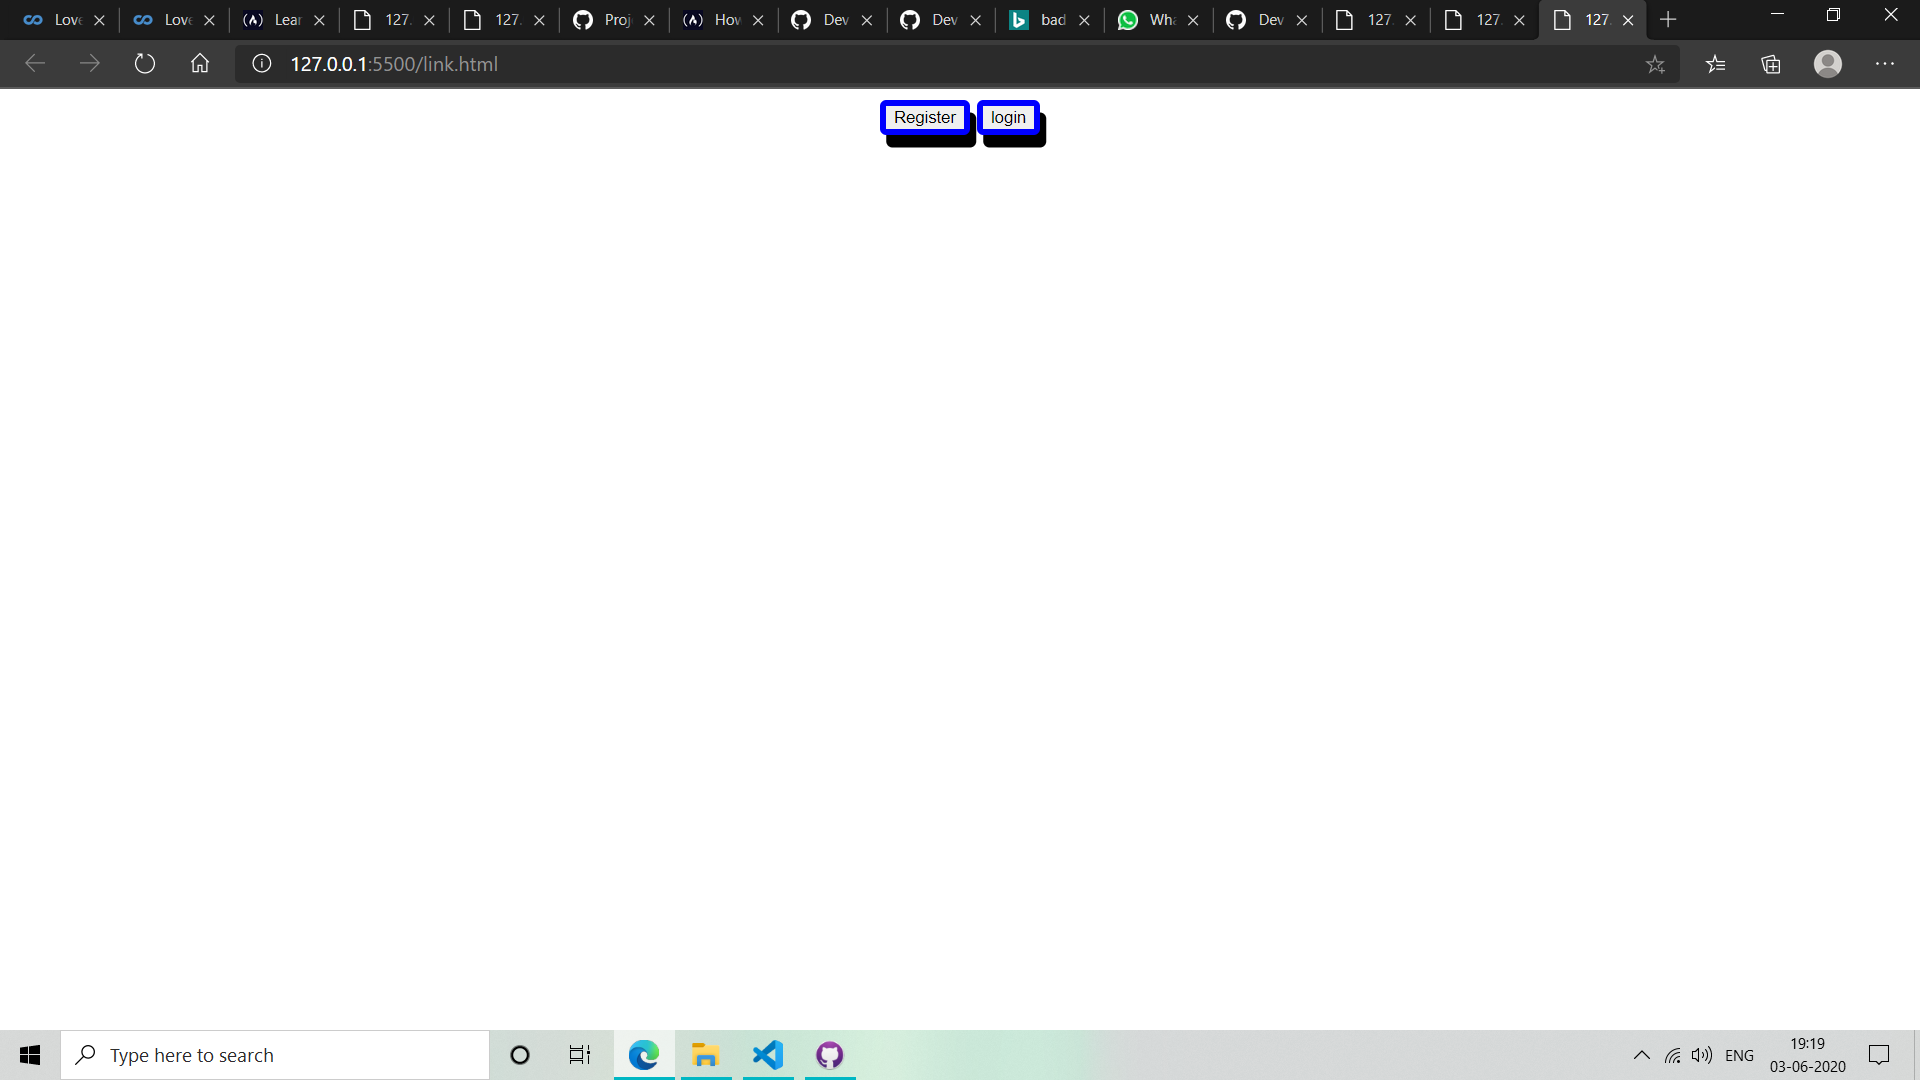 Love Love Lear 127. 127. Proj How Dev Dev bad Wha Dev 127. 127. 127.
127.0.0.1:5500/link.html
Register login
Type here to search
ENG
19:19
03-06-2020